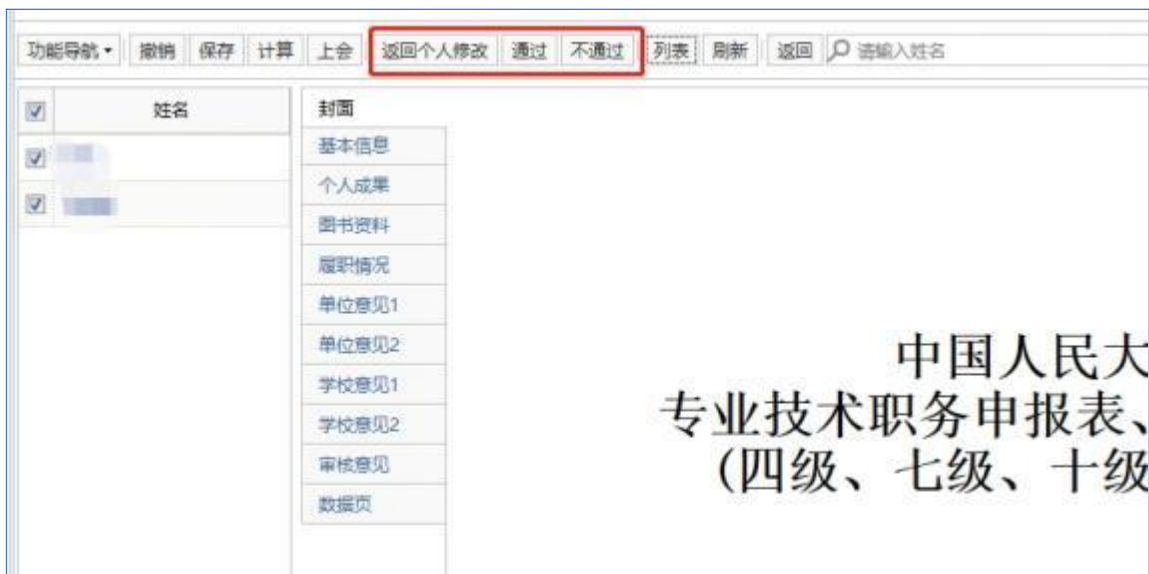 功能导航 撤销 保存 计算 上会 返回个人修改 通过 不通过 列表 刷新 返回 请输入姓名
姓名
封面
基本信息
个人成果
图书资料
履职情况
单位意见1
单位意见2
学校意见1
学校意见2
审核意见
数据页
中国人民大
专业技术职务申报表、
（四级、七级、十级